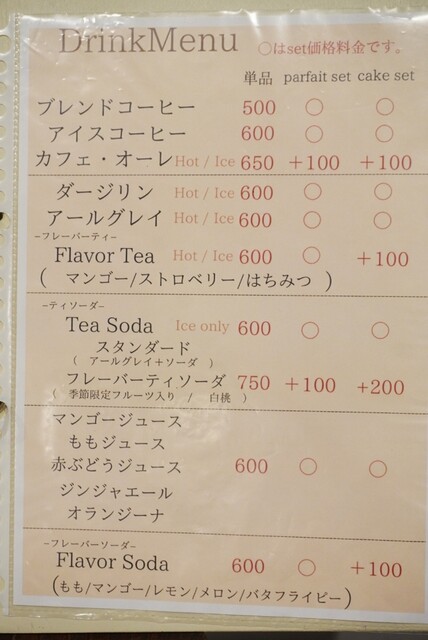 DrinkMenu ○はset価格料金です。
単品 parfait set cake set
ブレンドコーヒー 500 ○ ○
アイスコーヒー 600 ○ ○
カフェ・オーレ Hot / Ice 650 +100 +100
ダージリン Hot / Ice 600 ○ ○
アールグレイ Hot / Ice 600 ○ ○
−フレーバーティ−
Flavor Tea Hot / Ice 600 ○ +100
( マンゴー/ストロベリー/はちみつ )
−ティソーダ−
Tea Soda Ice only 600 ○ ○
スタンダード
( アールグレイ+ソーダ )
フレーバーティソーダ 750 +100 +200
( 季節限定フルーツ入り / 白桃 )
マンゴージュース
ももジュース
赤ぶどうジュース 600 ○ ○
ジンジャエール
オランジーナ
−フレーバーソーダ−
Flavor Soda 600 ○ +100
(もも/マンゴー/レモン/メロン/バタフライピー)